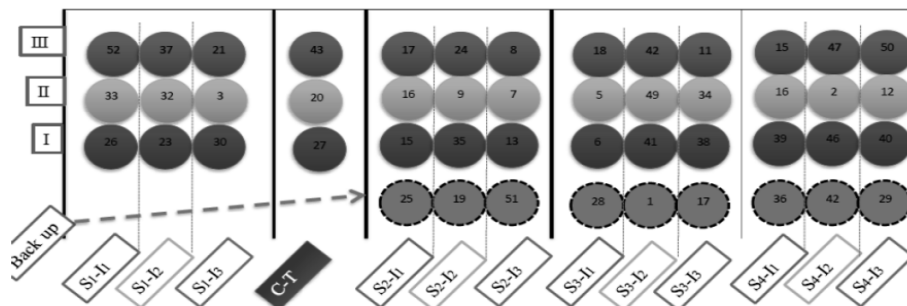 III 52 37 21 43 17 24 8 18 42 11 15 47 50
II 33 32 3 20 16 9 7 5 49 34 16 2 12
I 26 23 30 27 15 35 13 6 41 38 39 46 40
25 19 51 28 1 17 36 42 29
Back up S1-I1 S1-I2 S1-I3 C-T S2-I1 S2-I2 S2-I3 S3-I1 S3-I2 S3-I3 S4-I1 S4-I2 S4-I3